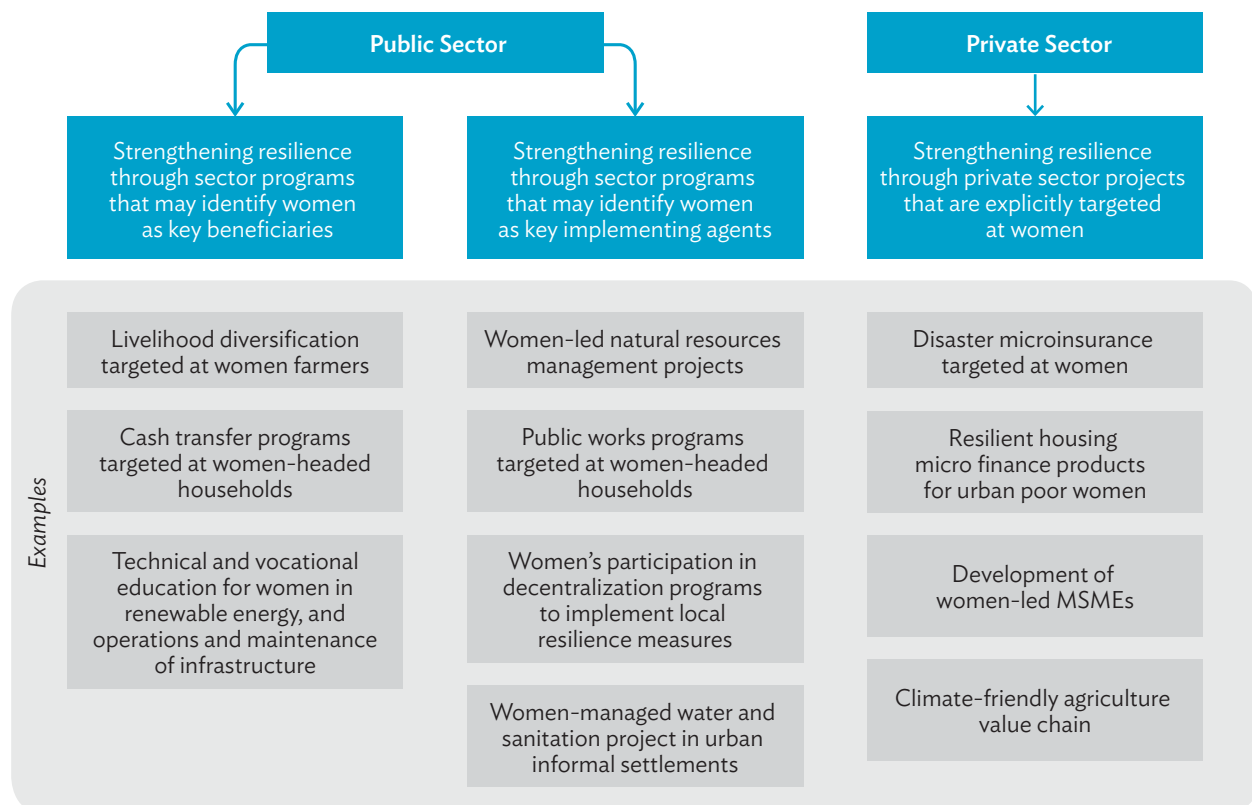 Public Sector
Private Sector
Strengthening resilience
through sector programs
that may identify women
as key beneficiaries
Strengthening resilience
through sector programs
that may identify women
as key implementing agents
Strengthening resilience
through private sector projects
that are explicitly targeted
at women
Examples
Livelihood diversification
targeted at women farmers
Cash transfer programs
targeted at women-headed
households
Technical and vocational
education for women in
renewable energy, and
operations and maintenance
of infrastructure
Women-led natural resources
management projects
Public works programs
targeted at women-headed
households
Women’s participation in
decentralization programs
to implement local
resilience measures
Women-managed water and
sanitation project in urban
informal settlements
Disaster microinsurance
targeted at women
Resilient housing
micro finance products
for urban poor women
Development of
women-led MSMEs
Climate-friendly agriculture
value chain